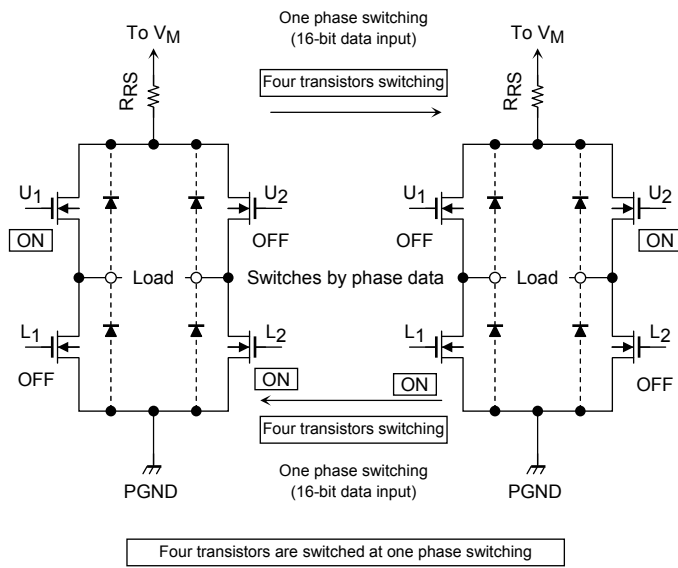 One phase switching
(16-bit data input)
To VM
To VM
Four transistors switching
RRS
RRS
U1
U2
U1
U2
ON
OFF
OFF
ON
Load
Switches by phase data
Load
L1
L2
L1
L2
OFF
ON
ON
OFF
Four transistors switching
One phase switching
(16-bit data input)
PGND
PGND
Four transistors are switched at one phase switching